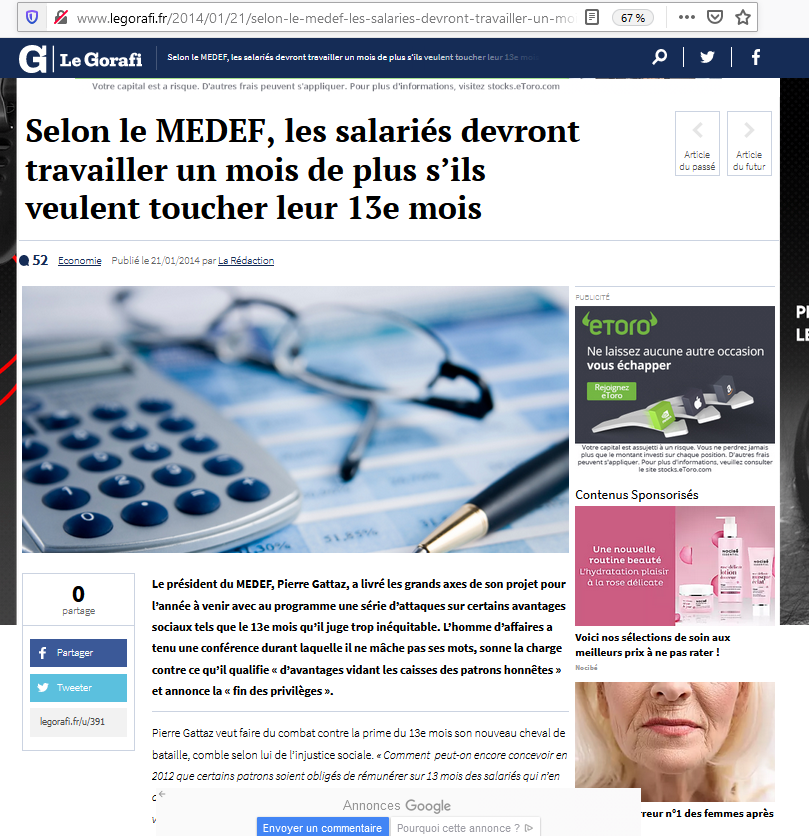 www.legorafi.fr/2014/01/21/selon-le-medef-les-salaries-devront-travailler-un-mo
67 %
G Le Gorafi
Selon le MEDEF, les salariés devront travailler un mois de plus s'ils veulent toucher leur 13e mois
Votre capital est a risque. D'autres frais peuvent s'appliquer. Pour plus d'informations, visitez stocks.eToro.com
Selon le MEDEF, les salariés devront
travailler un mois de plus s'ils
veulent toucher leur 13e mois
Article
du passé
Article
du futur
52 Economie Publié le 21/01/2014 par La Rédaction
PUBLICITÉ
eToro
Ne laissez aucune autre occasion
vous échapper
Rejoignez
eToro
Votre capital est assujetti à un risque. Vous ne perdrez jamais
plus que le montant investi sur chaque position. D'autres frais
peuvent s'appliquer. Pour plus d'informations, veuillez consulter
le site stocks.eToro.com
Contenus Sponsorisés
Une nouvelle
routine beauté
L'hydratation plaisir
à la rose délicate
Voici nos sélections de soin aux
meilleurs prix à ne pas rater !
Nocibé
0
partage
Partager
Tweeter
legorafi.fr/u/391
Le président du MEDEF, Pierre Gattaz, a livré les grands axes de son projet pour
l'année à venir avec au programme une série d'attaques sur certains avantages
sociaux tels que le 13e mois qu'il juge trop inéquitable. L'homme d'affaires a
tenu une conférence durant laquelle il ne mâche pas ses mots, sonne la charge
contre ce qu'il qualifie « d'avantages vidant les caisses des patrons honnêtes »
et annonce la « fin des privilèges ».
Pierre Gattaz veut faire du combat contre la prime du 13e mois son nouveau cheval de
bataille, comble selon lui de l'injustice sociale. « Comment peut-on encore concevoir en
2012 que certains patrons soient obligés de rémunérer sur 13 mois des salariés qui n'en
Annonces Google
Envoyer un commentaire
Pourquoi cette annonce ?
reur n°1 des femmes après